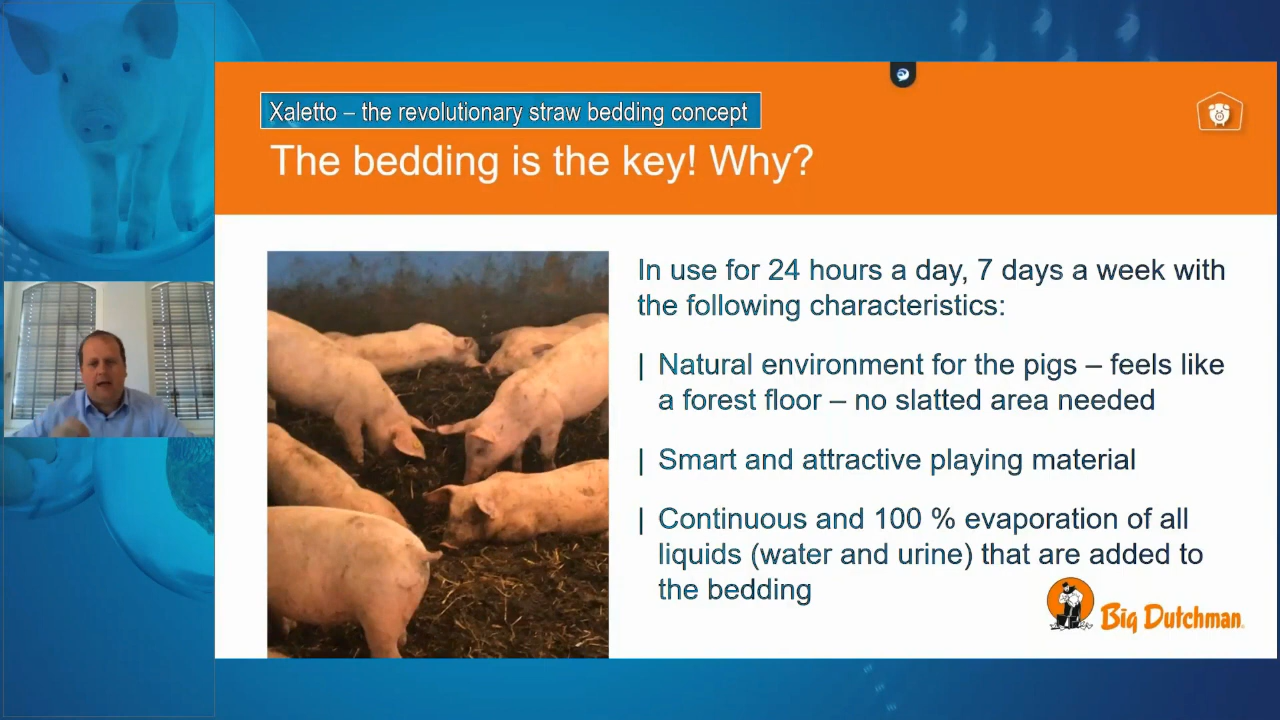 Xaletto – the revolutionary straw bedding concept
The bedding is the key! Why?
In use for 24 hours a day, 7 days a week with
the following characteristics:
| Natural environment for the pigs – feels like
a forest floor – no slatted area needed
| Smart and attractive playing material
| Continuous and 100 % evaporation of all
liquids (water and urine) that are added to
the bedding
Big Dutchman